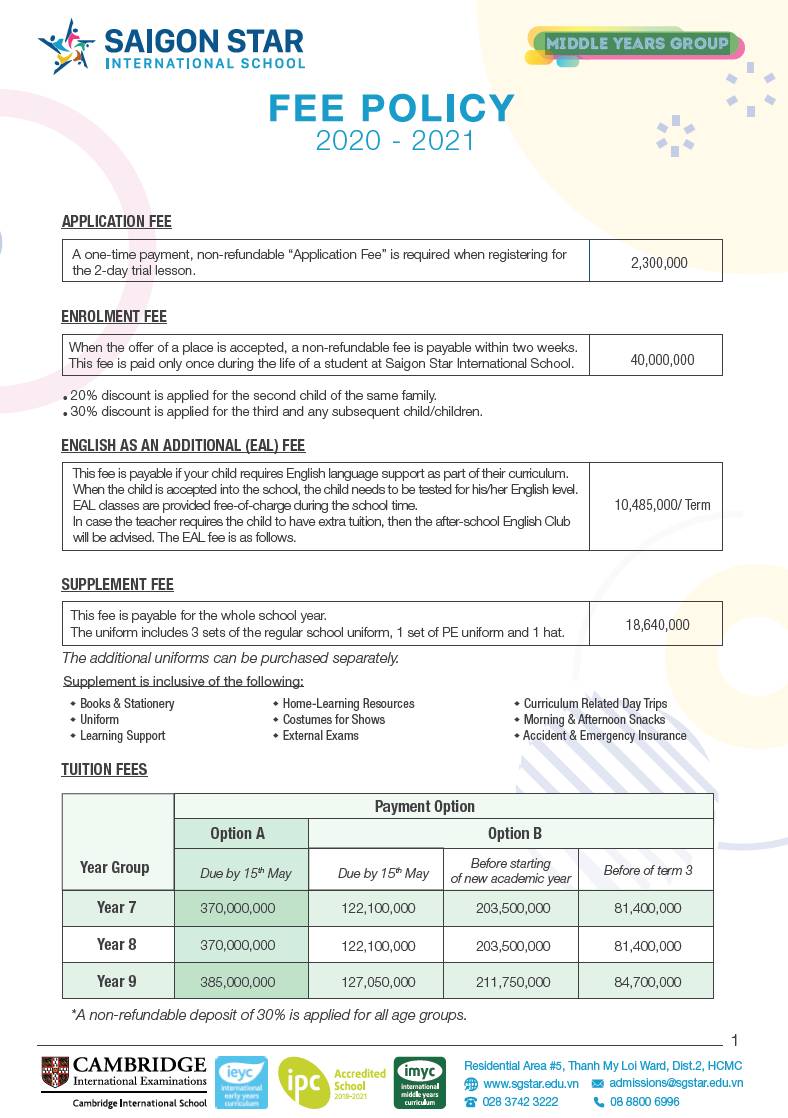 SAIGON STAR
INTERNATIONAL SCHOOL
MIDDLE YEARS GROUP
FEE POLICY
2020 - 2021
APPLICATION FEE
A one-time payment, non-refundable “Application Fee” is required when registering for
the 2-day trial lesson.
2,300,000
ENROLMENT FEE
When the offer of a place is accepted, a non-refundable fee is payable within two weeks.
This fee is paid only once during the life of a student at Saigon Star International School.
40,000,000
• 20% discount is applied for the second child of the same family.
• 30% discount is applied for the third and any subsequent child/children.
ENGLISH AS AN ADDITIONAL (EAL) FEE
This fee is payable if your child requires English language support as part of their curriculum.
When the child is accepted into the school, the child needs to be tested for his/her English level.
EAL classes are provided free-of-charge during the school time.
In case the teacher requires the child to have extra tuition, then the after-school English Club
will be advised. The EAL fee is as follows.
10,485,000/ Term
SUPPLEMENT FEE
This fee is payable for the whole school year.
The uniform includes 3 sets of the regular school uniform, 1 set of PE uniform and 1 hat.
18,640,000
The additional uniforms can be purchased separately.
Supplement is inclusive of the following:
Books & Stationery
Uniform
Learning Support
Home-Learning Resources
Costumes for Shows
External Exams
Curriculum Related Day Trips
Morning & Afternoon Snacks
Accident & Emergency Insurance
TUITION FEES
Year Group
Payment Option
Option A
Option B
Due by 15th May
Due by 15th May
Before starting
of new academic year
Before of term 3
Year 7 370,000,000 122,100,000 203,500,000 81,400,000
Year 8 370,000,000 122,100,000 203,500,000 81,400,000
Year 9 385,000,000 127,050,000 211,750,000 84,700,000
*A non-refundable deposit of 30% is applied for all age groups.
1
CAMBRIDGE
International Examinations
Cambridge International School
ieyc
international
early years
curriculum
ipc
Accredited
School
2019-2021
imyc
international
middle years
curriculum
Residential Area #5, Thanh My Loi Ward, Dist.2, HCMC
www.sgstar.edu.vn admissions@sgstar.edu.vn
028 3742 3222 08 8800 6996